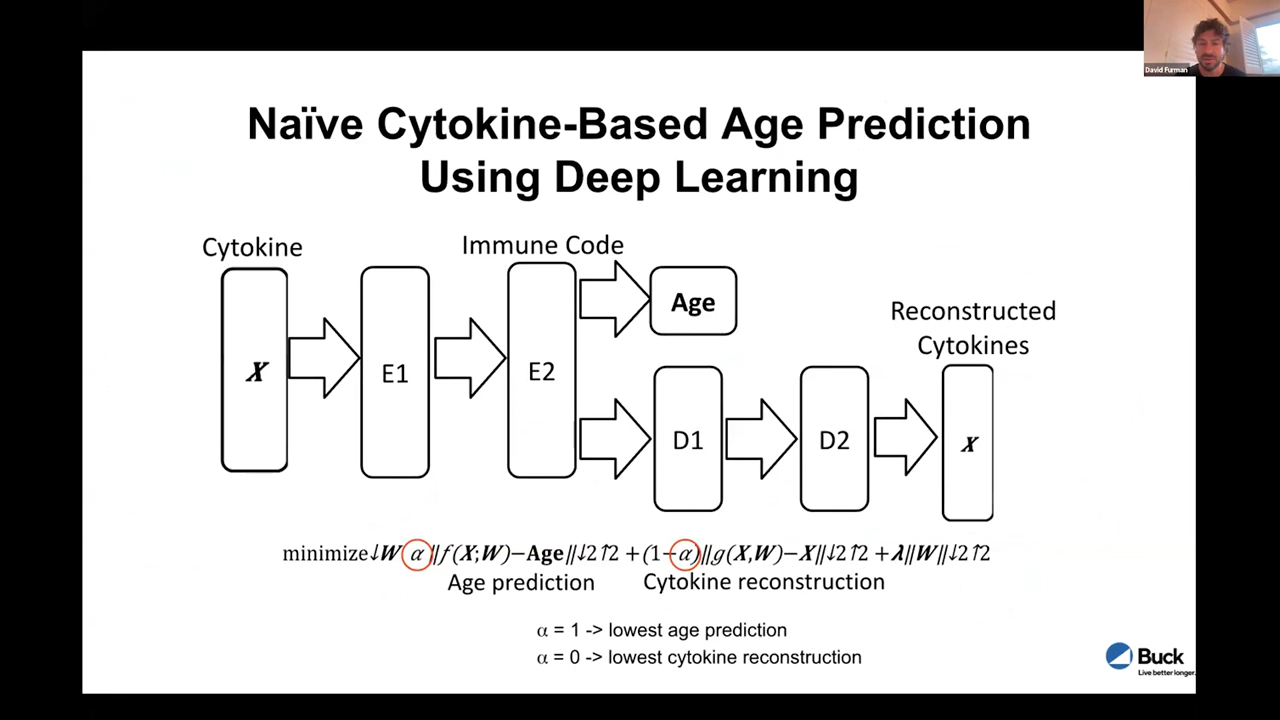 David Furman
Naïve Cytokine-Based Age Prediction
Using Deep Learning
Cytokine
Immune Code
X
E1
E2
Age
Reconstructed
Cytokines
D1
D2
X
minimize↓W α‖f(X;W)−Age‖↓2↑2 +(1−α)‖g(X,W)−X‖↓2↑2 +λ‖W‖↓2↑2
Age prediction
Cytokine reconstruction
α = 1 -> lowest age prediction
α = 0 -> lowest cytokine reconstruction
Buck
Live better longer.